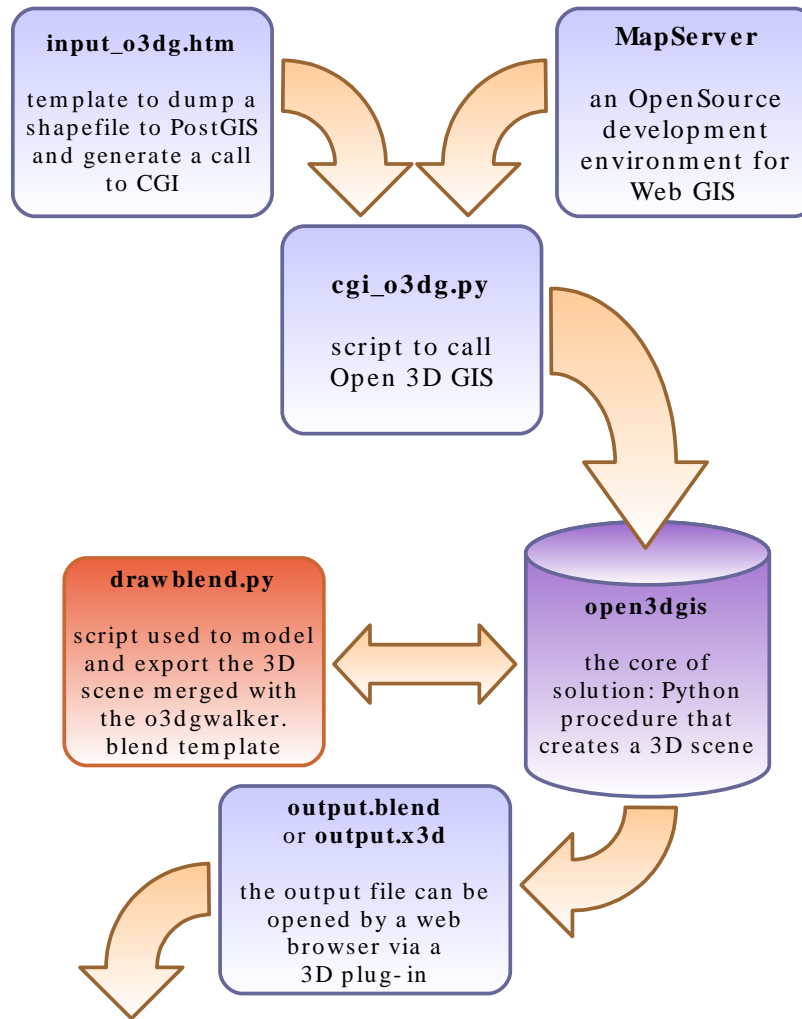 input_o3dg.htm
template to dump a
shapefile to PostGIS
and generate a call
to CGI
MapServer
an OpenSource
development
environment for
Web GIS
cgi_o3dg.py
script to call
Open 3D GIS
drawblend.py
script used to model
and export the 3D
scene merged with
the o3dgwalker.
blend template
open3dgis
the core of
solution: Python
procedure that
creates a 3D scene
output.blend
or output.x3d
the output file can be
opened by a web
browser via a
3D plug-in